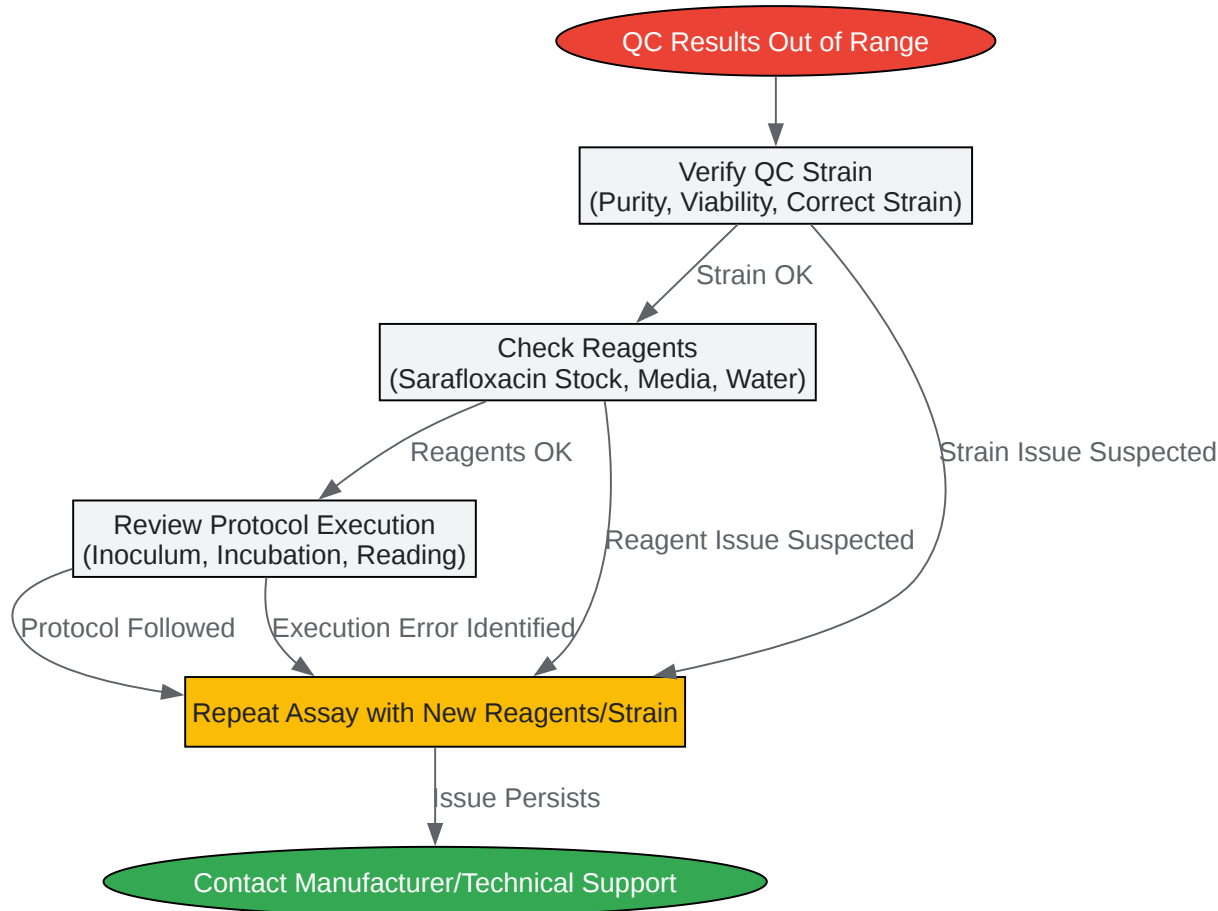 QC Results Out of Range
Verify QC Strain
(Purity, Viability, Correct Strain)
Strain OK
Check Reagents
(Sarafloxacin Stock, Media, Water)
Reagents OK
Strain Issue Suspected
Review Protocol Execution
(Inoculum, Incubation, Reading)
Reagent Issue Suspected
Protocol Followed
Execution Error Identified
Repeat Assay with New Reagents/Strain
Issue Persists
Contact Manufacturer/Technical Support